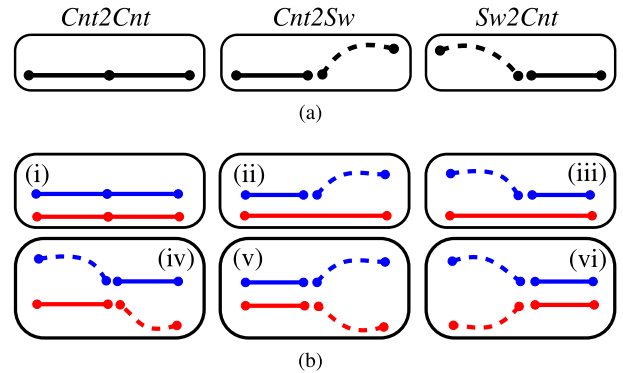 Cnt2Cnt Cnt2Sw Sw2Cnt
(a)
(i) (ii) (iii)
(iv) (v) (vi)
(b)